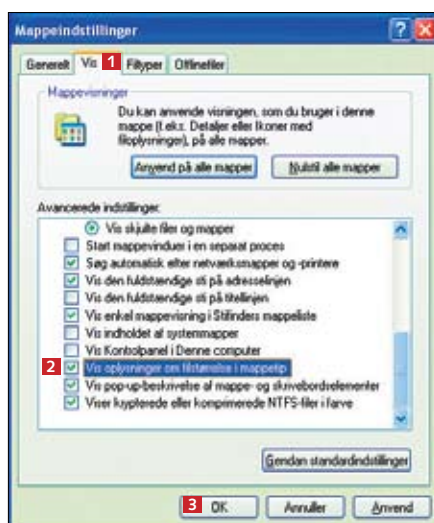 Mappeindstillinger
Generelt Vis 1 Filtyper Offlinefiler
Mappevisninger
Du kan anvende visningen, som du bruger i denne
mappe (f.eks. Detaljer eller Ikoner med
filoplysninger), på alle mapper.
Anvend på alle mapper Nulstil alle mapper
Avancerede indstillinger:
Vis skjulte filer og mapper
Start mappevinduer i en separat proces
Søg automatisk efter netværksmapper og -printere
Vis den fuldstændige sti på adresselinjen
Vis den fuldstændige sti på titellinjen
Vis enkel mappevisning i Stifinders mappeliste
Vis indholdet af systemmapper
Vis Kontrolpanel i Denne computer
2 Vis oplysninger om filstørrelse i mappetip
Vis pop-up-beskrivelse af mappe- og skrivebordselementer
Viser krypterede eller komprimerede NTFS-filer i farve
Gendan standardindstillinger
3 OK Annuller Anvend